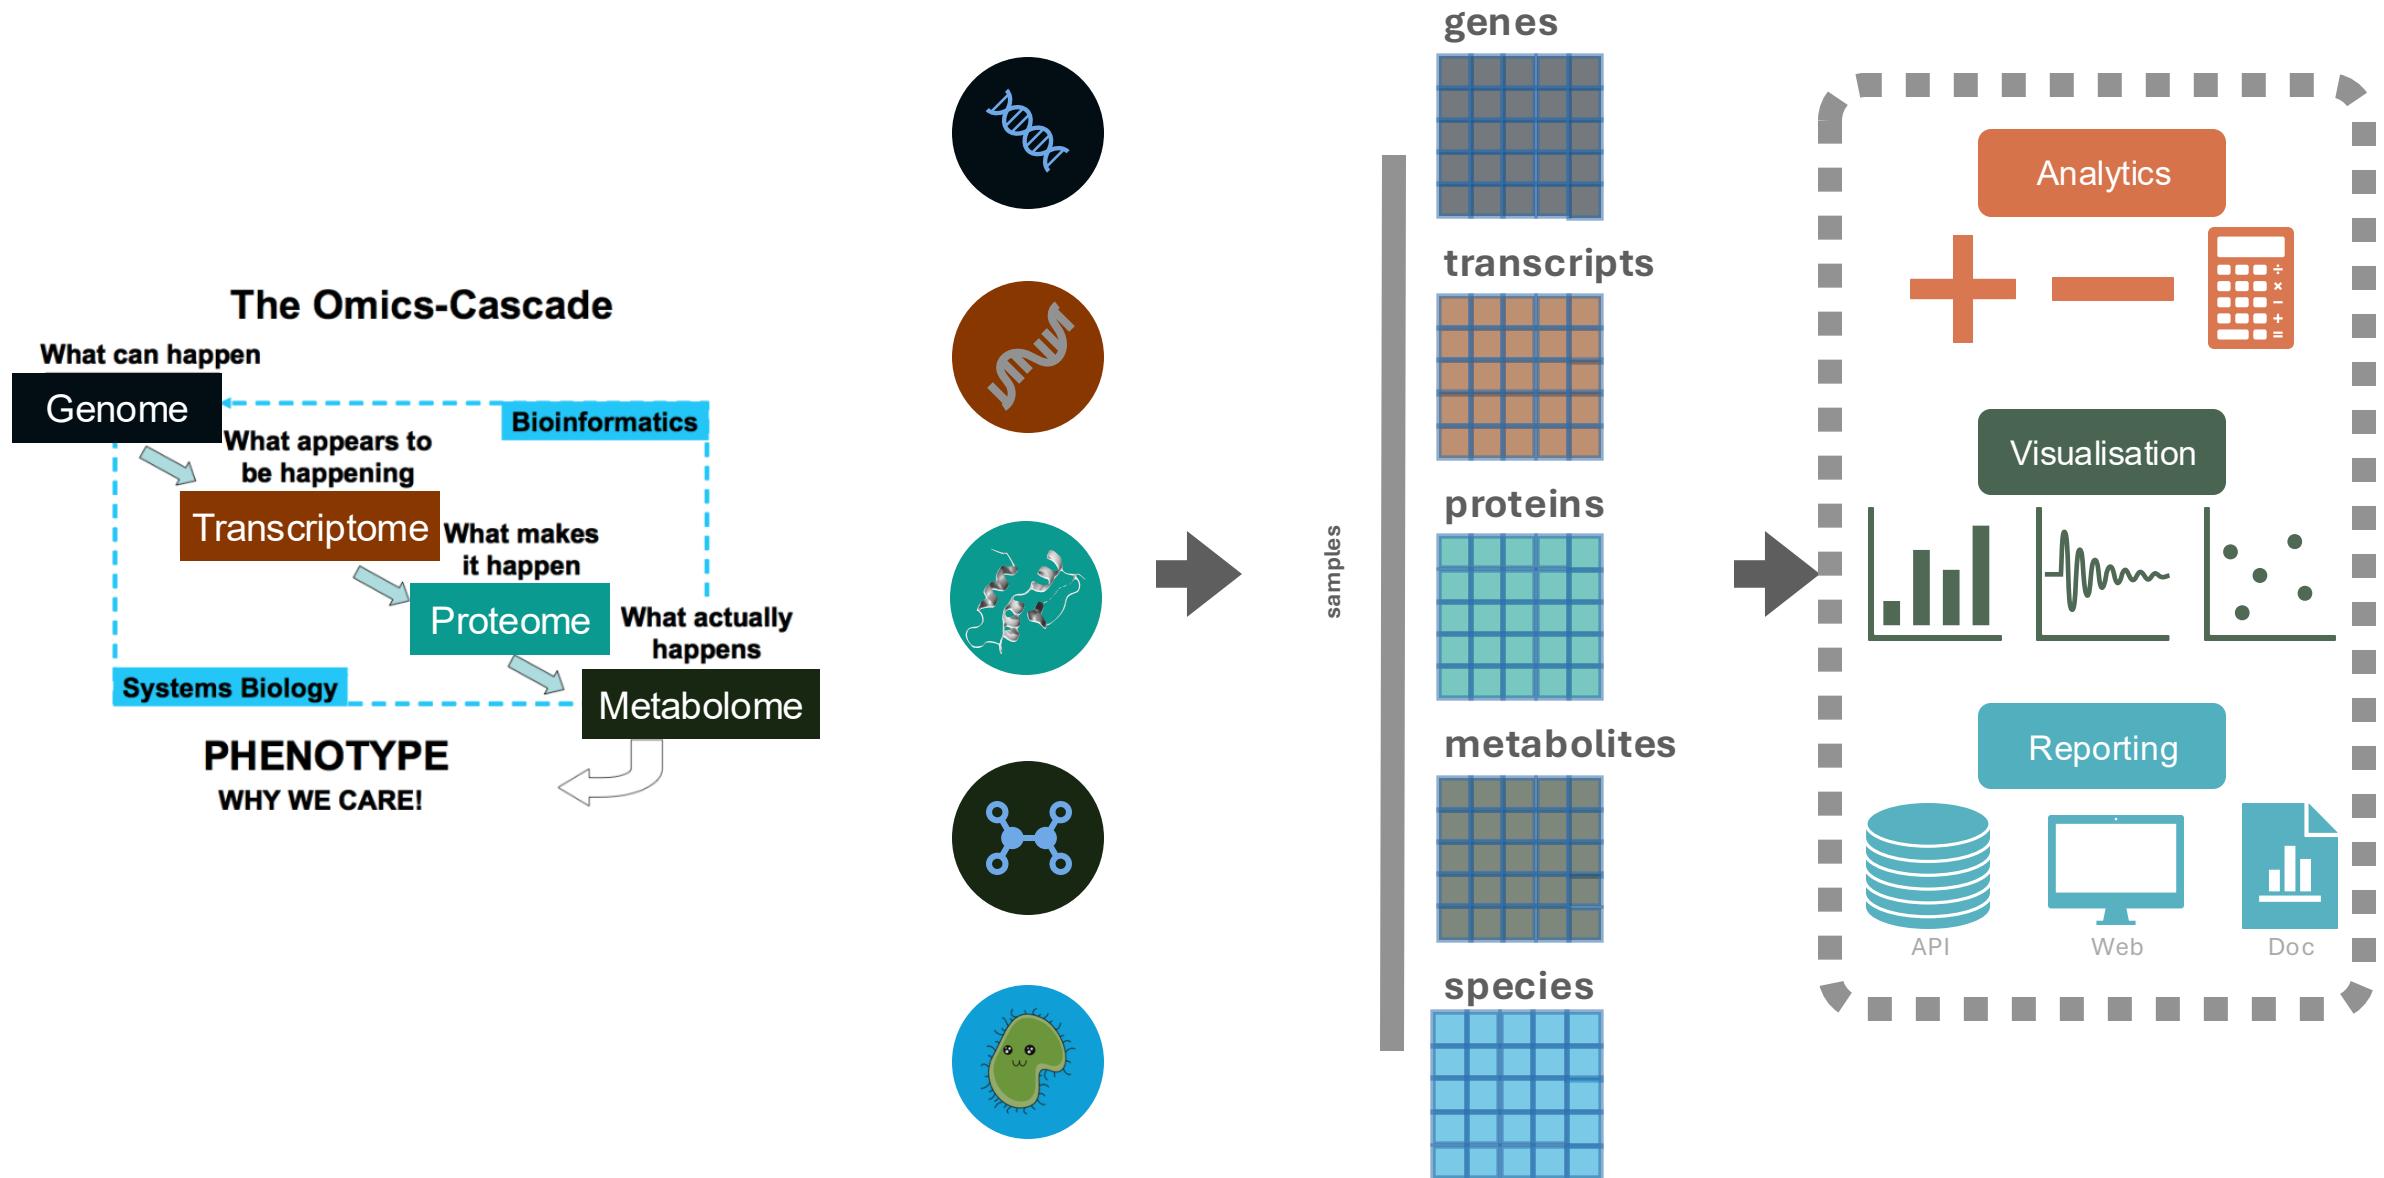 The Omics-Cascade
What can happen
Genome
Bioinformatics
What appears to
be happening
Transcriptome
What makes
it happen
Proteome
What actually
happens
Systems Biology
Metabolome
PHENOTYPE
WHY WE CARE!
samples
genes
transcripts
proteins
metabolites
species
Analytics
÷
×
−
+
=
Visualisation
Reporting
API
Web
Doc